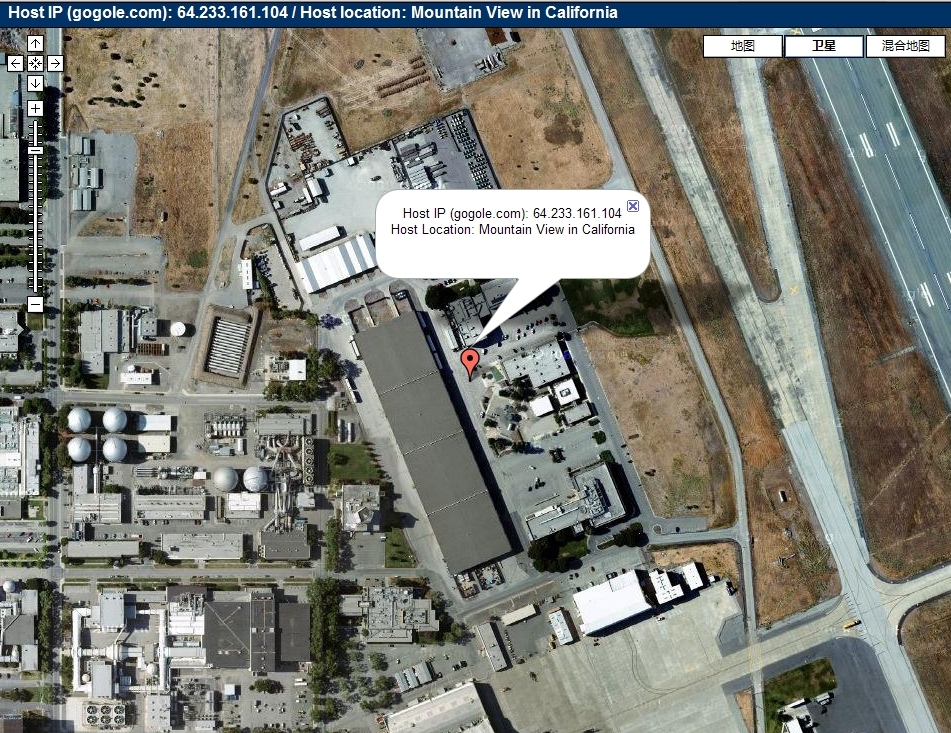 Host IP (gogole.com): 64.233.161.104 / Host location: Mountain View in California
地图 卫星 混合地图
Host IP (gogole.com): 64.233.161.104
Host Location: Mountain View in California